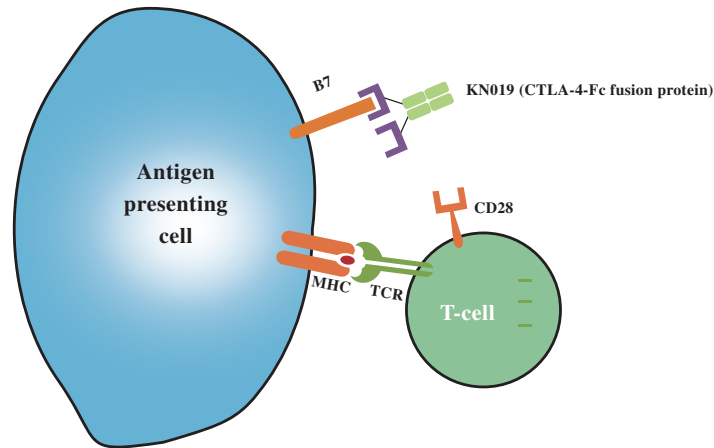 B7
KN019 (CTLA-4-Fc fusion protein)
Antigen
presenting
cell
CD28
MHC
TCR
T-cell